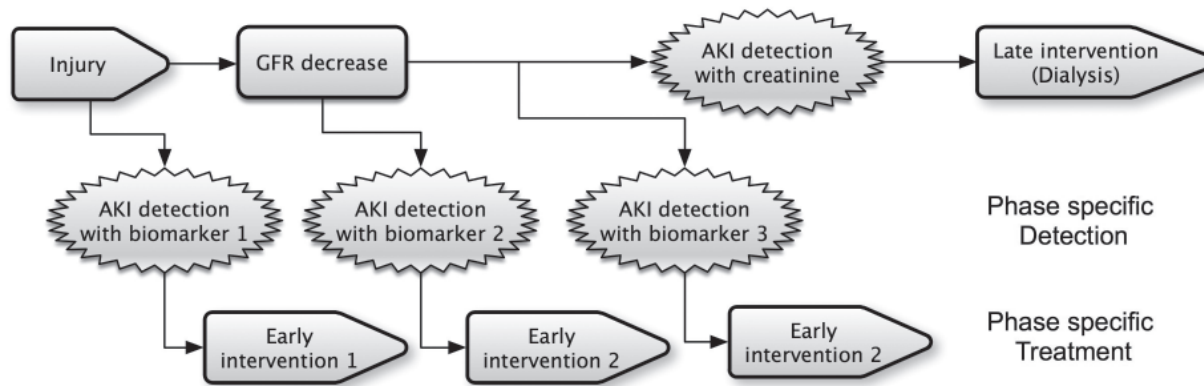 Injury
GFR decrease
AKI detection
with creatinine
Late intervention
(Dialysis)
AKI detection
with biomarker 1
AKI detection
with biomarker 2
AKI detection
with biomarker 3
Phase specific
Detection
Early
intervention 1
Early
intervention 2
Early
intervention 2
Phase specific
Treatment